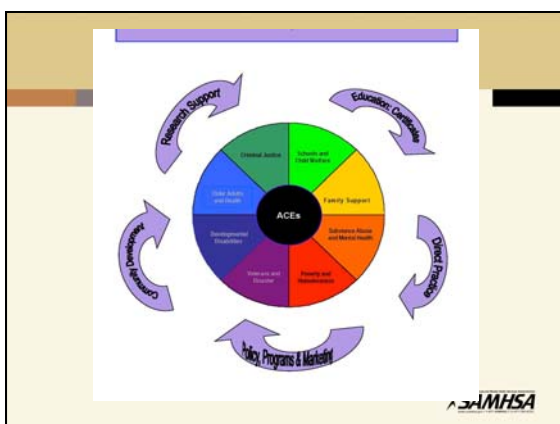 Research Support
Education: Certificates
Criminal Justice
Schools and
Child Welfare
Older Adults
and Health
Family Support
ACEs
Developmental
Disabilities
Substance Abuse
and Mental Health
Veterans and
Disaster
Poverty and
Homelessness
Community Development
Direct Practice
Policy, Programs & Marketing
SAMHSA